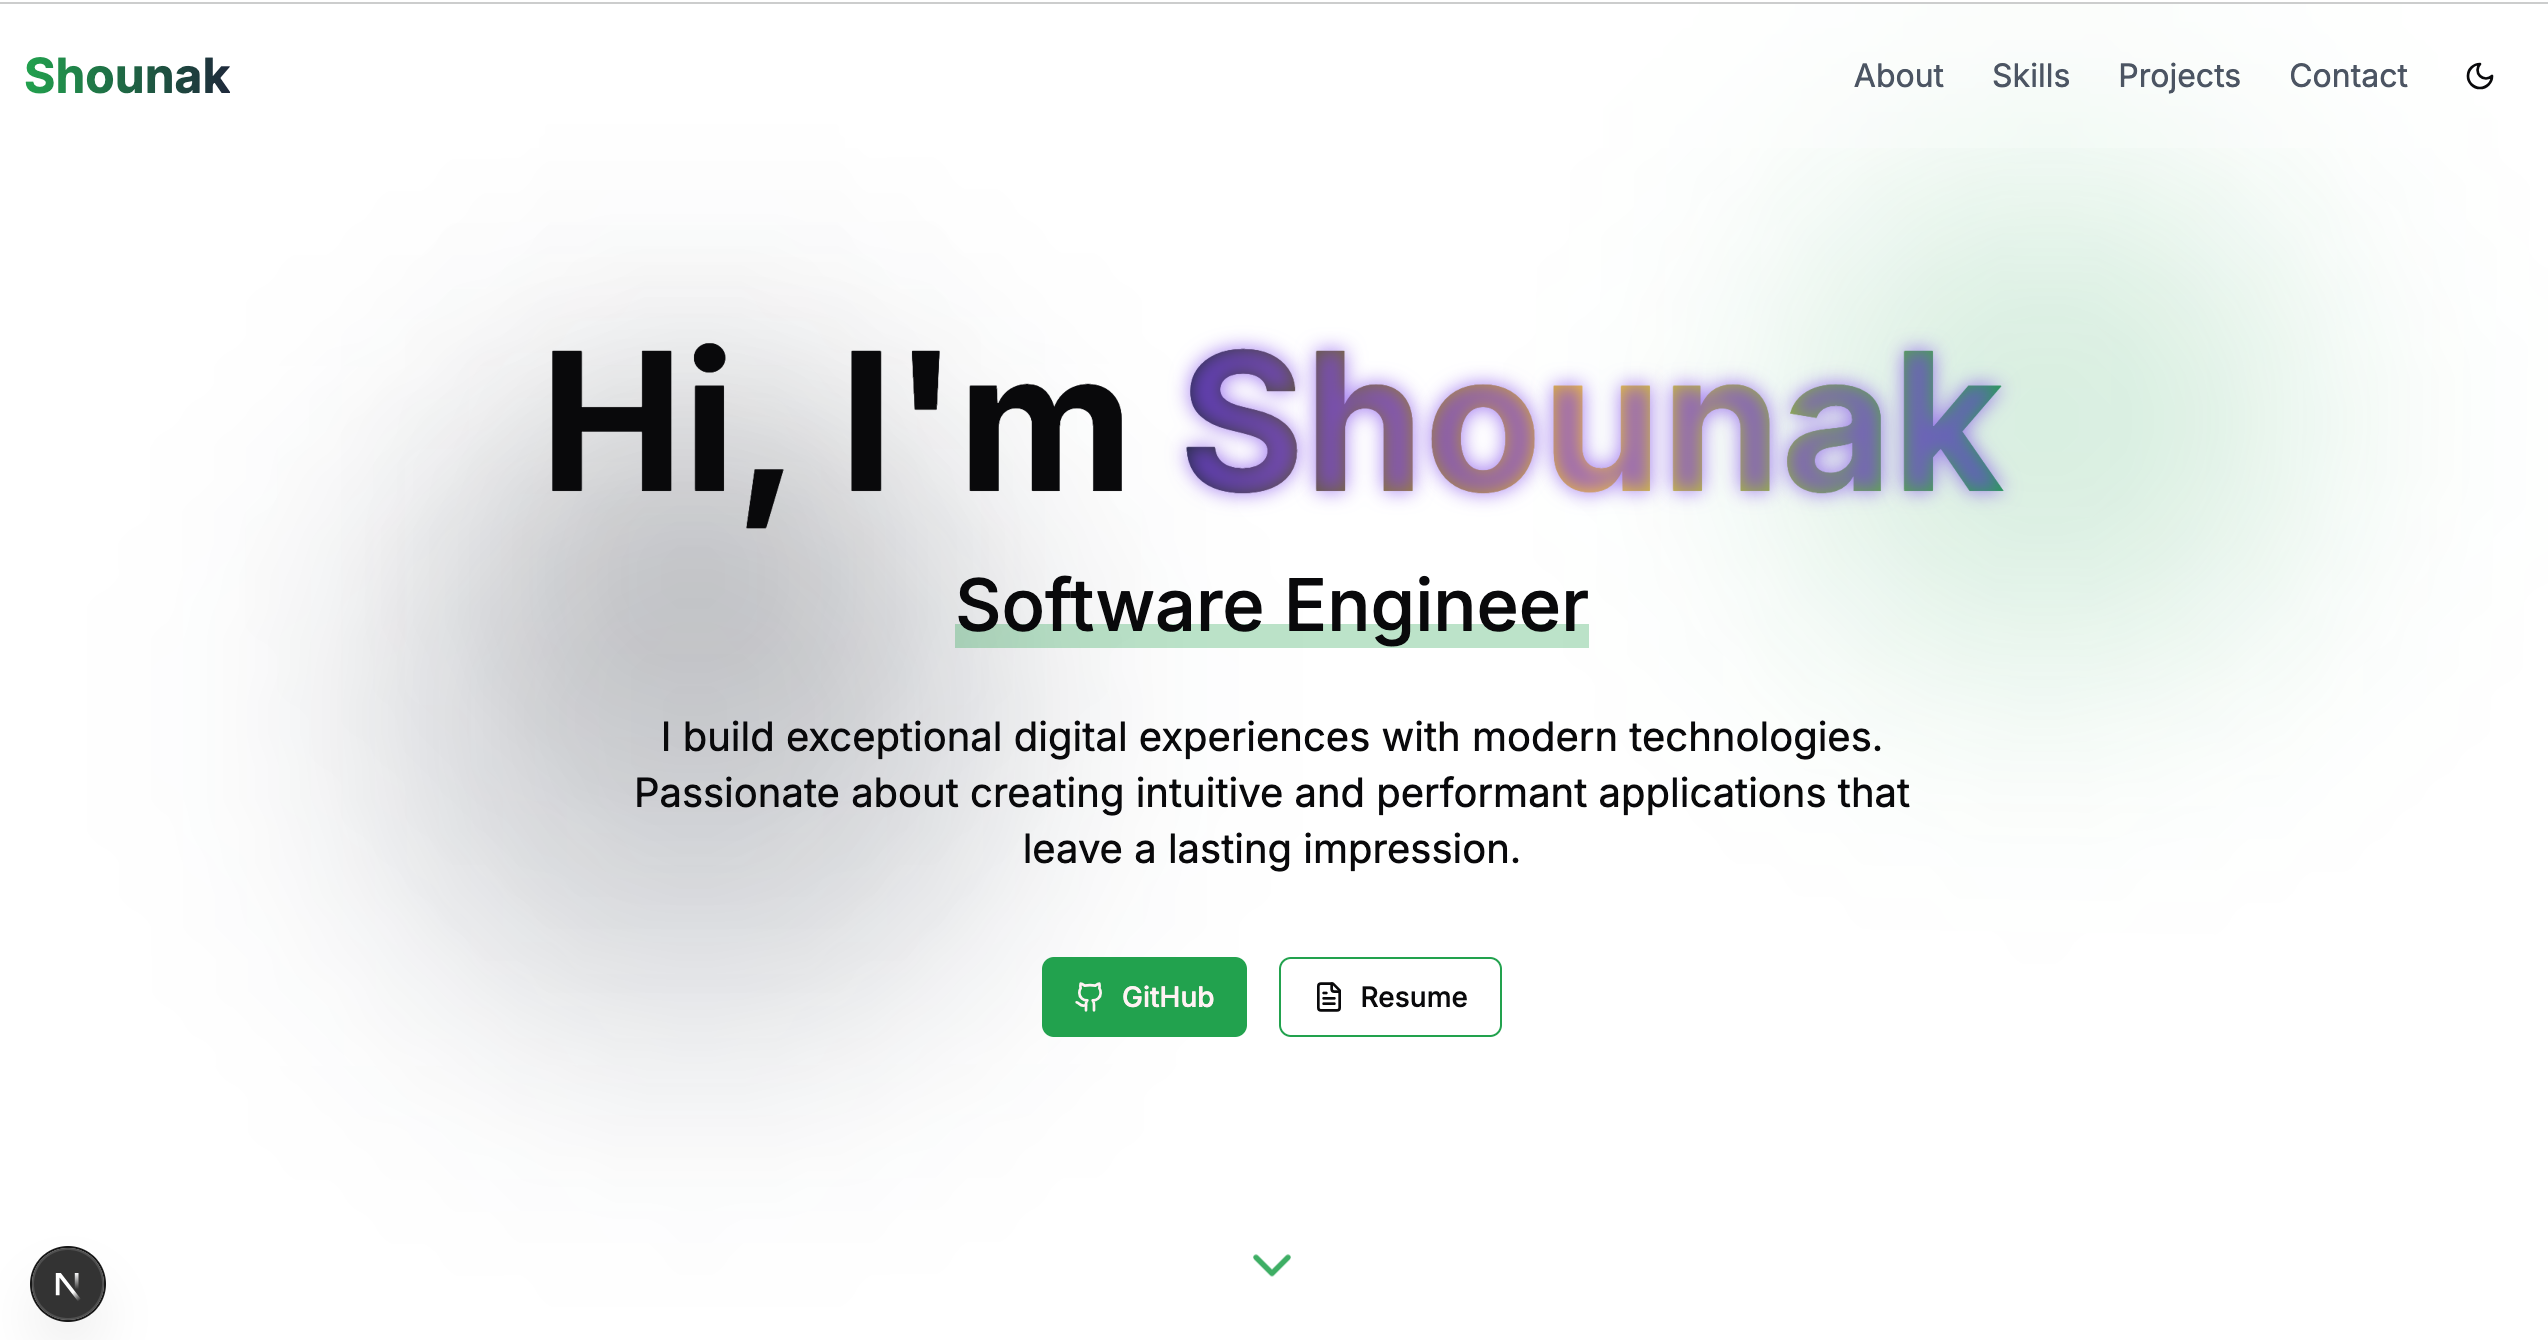 Shounak
About Skills Projects Contact
Hi, I'm Shounak
Software Engineer
I build exceptional digital experiences with modern technologies.
Passionate about creating intuitive and performant applications that
leave a lasting impression.
GitHub Resume
N